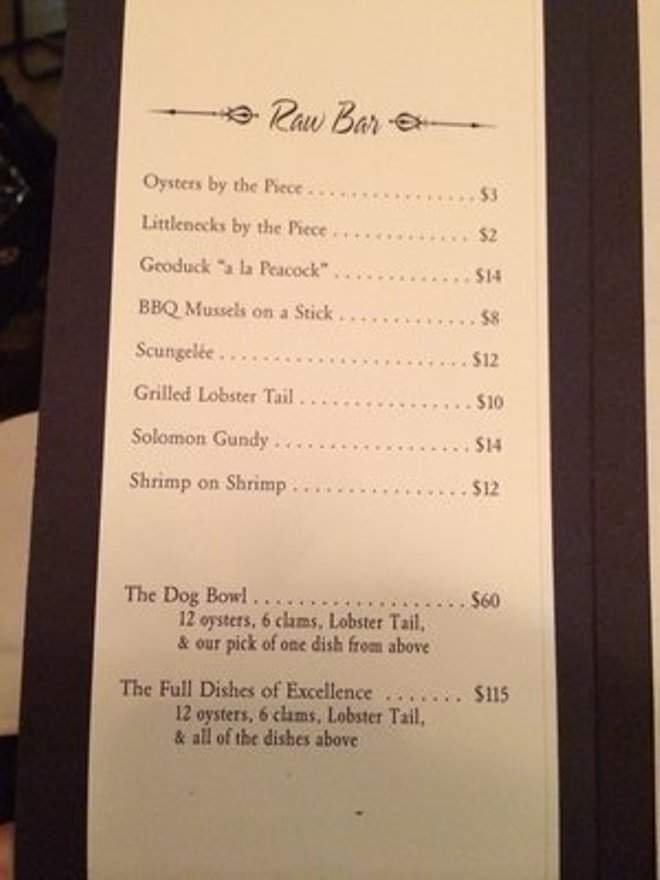 Raw Bar
Oysters by the Piece . . . . . . . . . . . . . . . . $3
Littlenecks by the Piece . . . . . . . . . . . . . $2
Geoduck "a la Peacock" . . . . . . . . . . . . . $14
BBQ Mussels on a Stick . . . . . . . . . . . . . $8
Scungelée . . . . . . . . . . . . . . . . . . . . . . . . $12
Grilled Lobster Tail . . . . . . . . . . . . . . . . $10
Solomon Gundy . . . . . . . . . . . . . . . . . . . $14
Shrimp on Shrimp . . . . . . . . . . . . . . . . . $12
The Dog Bowl . . . . . . . . . . . . . . . . . . . $60
12 oysters, 6 clams, Lobster Tail,
& our pick of one dish from above
The Full Dishes of Excellence . . . . . . . $115
12 oysters, 6 clams, Lobster Tail,
& all of the dishes above